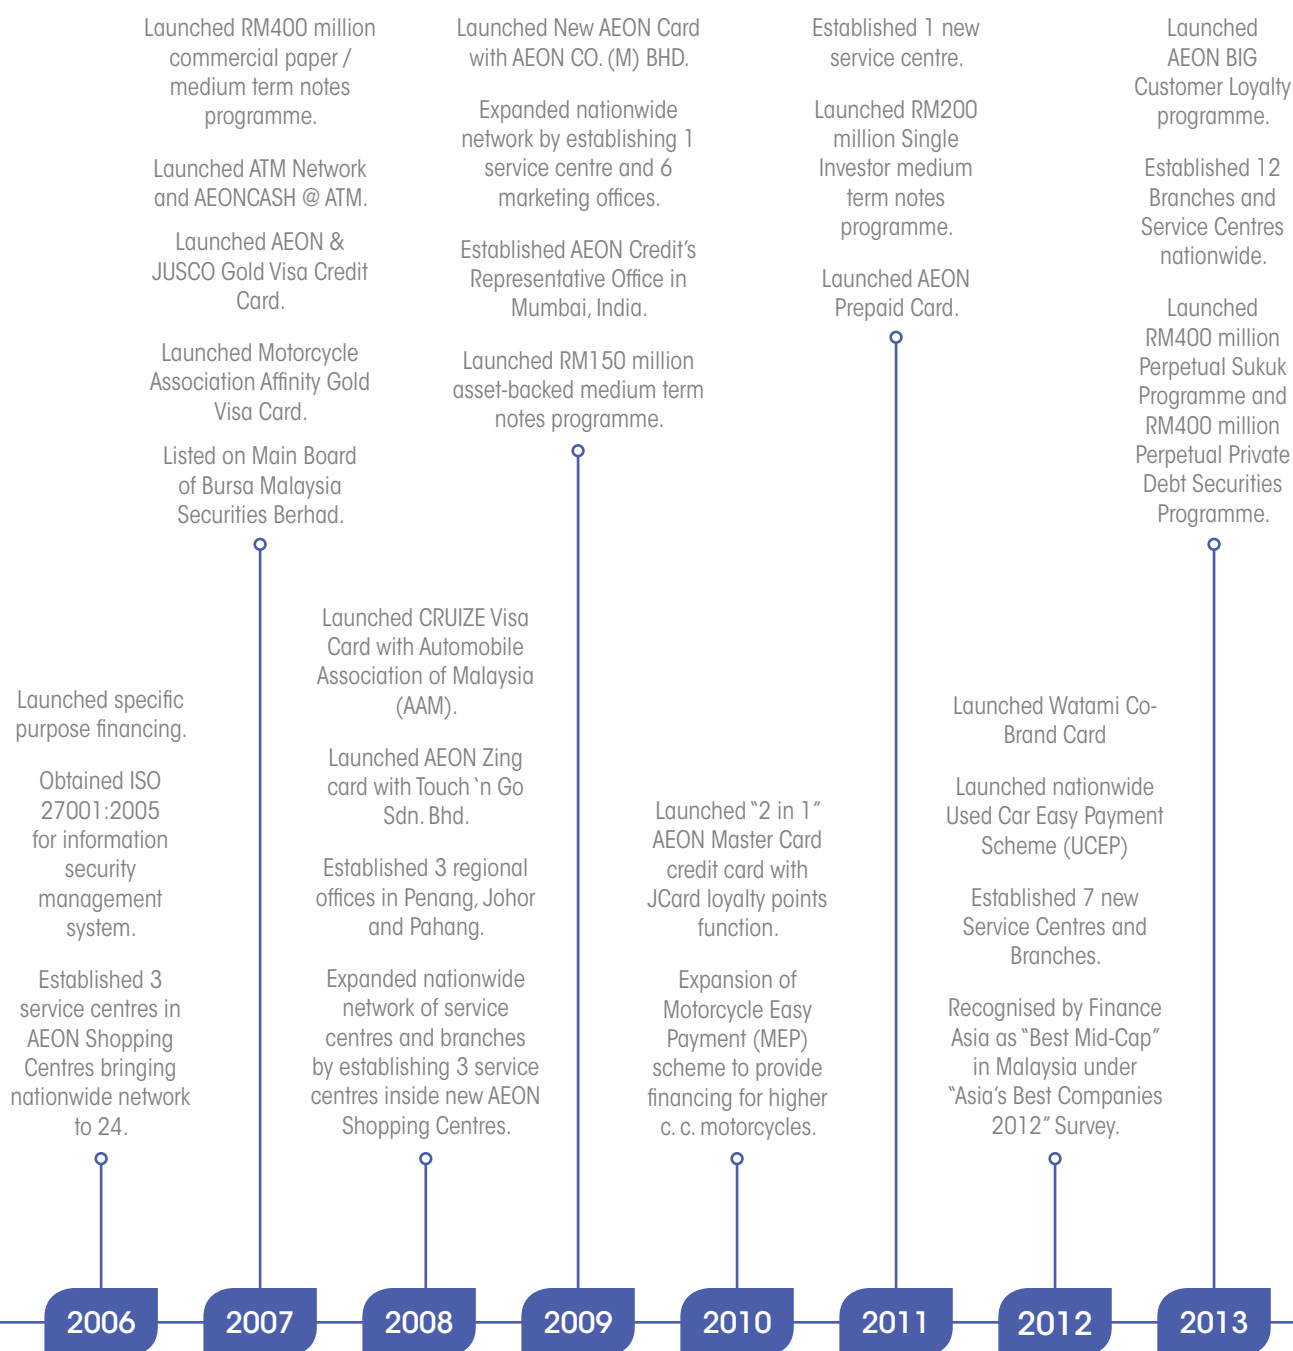 Launched RM400 million
commercial paper /
medium term notes
programme.
Launched ATM Network
and AEONCASH @ ATM.
Launched AEON &
JUSCO Gold Visa Credit
Card.
Launched Motorcycle
Association Affinity Gold
Visa Card.
Listed on Main Board
of Bursa Malaysia
Securities Berhad.
Launched New AEON Card
with AEON CO. (M) BHD.
Expanded nationwide
network by establishing 1
service centre and 6
marketing offices.
Established AEON Credit's
Representative Office in
Mumbai, India.
Launched RM150 million
asset-backed medium term
notes programme.
Established 1 new
service centre.
Launched RM200
million Single
Investor medium
term notes
programme.
Launched AEON
Prepaid Card.
Launched
AEON BIG
Customer Loyalty
programme.
Established 12
Branches and
Service Centres
nationwide.
Launched
RM400 million
Perpetual Sukuk
Programme and
RM400 million
Perpetual Private
Debt Securities
Programme.
Launched specific
purpose financing.
Obtained ISO
27001:2005
for information
security
management
system.
Established 3
service centres in
AEON Shopping
Centres bringing
nationwide network
to 24.
Launched CRUIZE Visa
Card with Automobile
Association of Malaysia
(AAM).
Launched AEON Zing
card with Touch `n Go
Sdn. Bhd.
Established 3 regional
offices in Penang, Johor
and Pahang.
Expanded nationwide
network of service
centres and branches
by establishing 3 service
centres inside new AEON
Shopping Centres.
Launched "2 in 1"
AEON Master Card
credit card with
JCard loyalty points
function.
Expansion of
Motorcycle Easy
Payment (MEP)
scheme to provide
financing for higher
c. c. motorcycles.
Launched Watami Co-
Brand Card
Launched nationwide
Used Car Easy Payment
Scheme (UCEP)
Established 7 new
Service Centres and
Branches.
Recognised by Finance
Asia as "Best Mid-Cap"
in Malaysia under
"Asia's Best Companies
2012" Survey.
2006
2007
2008
2009
2010
2011
2012
2013